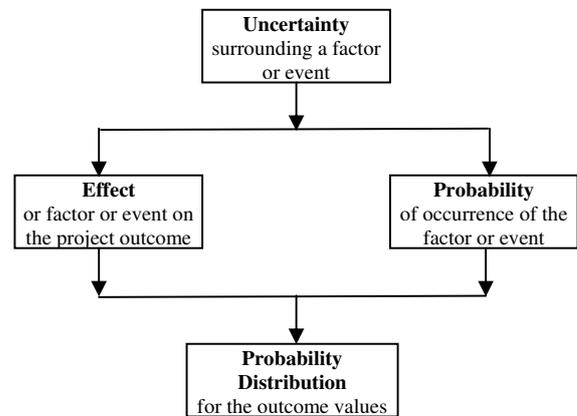 Uncertainty
surrounding a factor
or event
Effect
or factor or event on
the project outcome
Probability
of occurrence of the
factor or event
Probability
Distribution
for the outcome values